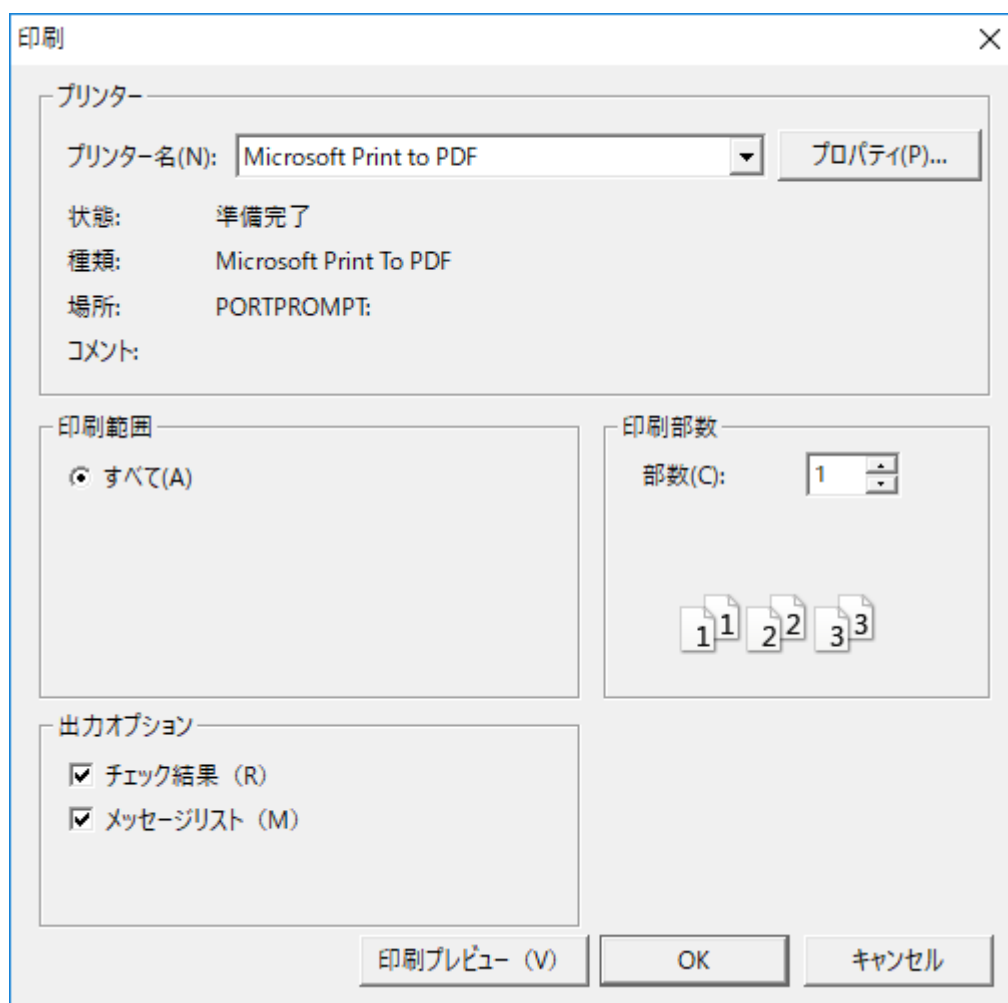 印刷
プリンター
プリンター名(N): Microsoft Print to PDF プロパティ(P)...
状態: 準備完了
種類: Microsoft Print To PDF
場所: PORTPROMPT:
コメント:
印刷範囲
すべて(A)
印刷部数
部数(C): 1
1 1 2 2 3 3
出力オプション
チェック結果（R）
メッセージリスト（M）
印刷プレビュー（V） OK キャンセル